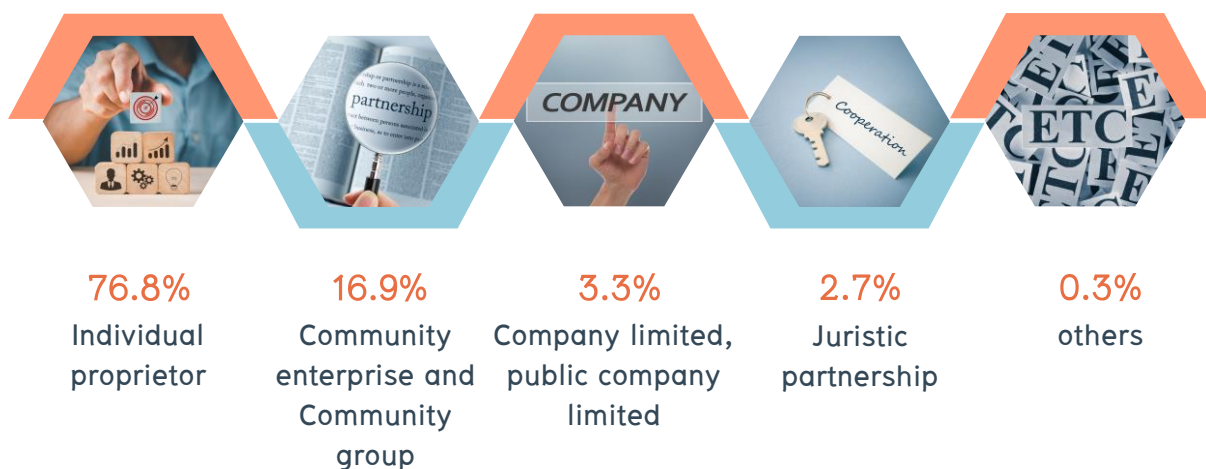 partnership
COMPANY
Cooperation
ETC
76.8%
Individual
proprietor
16.9%
Community
enterprise and
Community
group
3.3%
Company limited,
public company
limited
2.7%
Juristic
partnership
0.3%
others